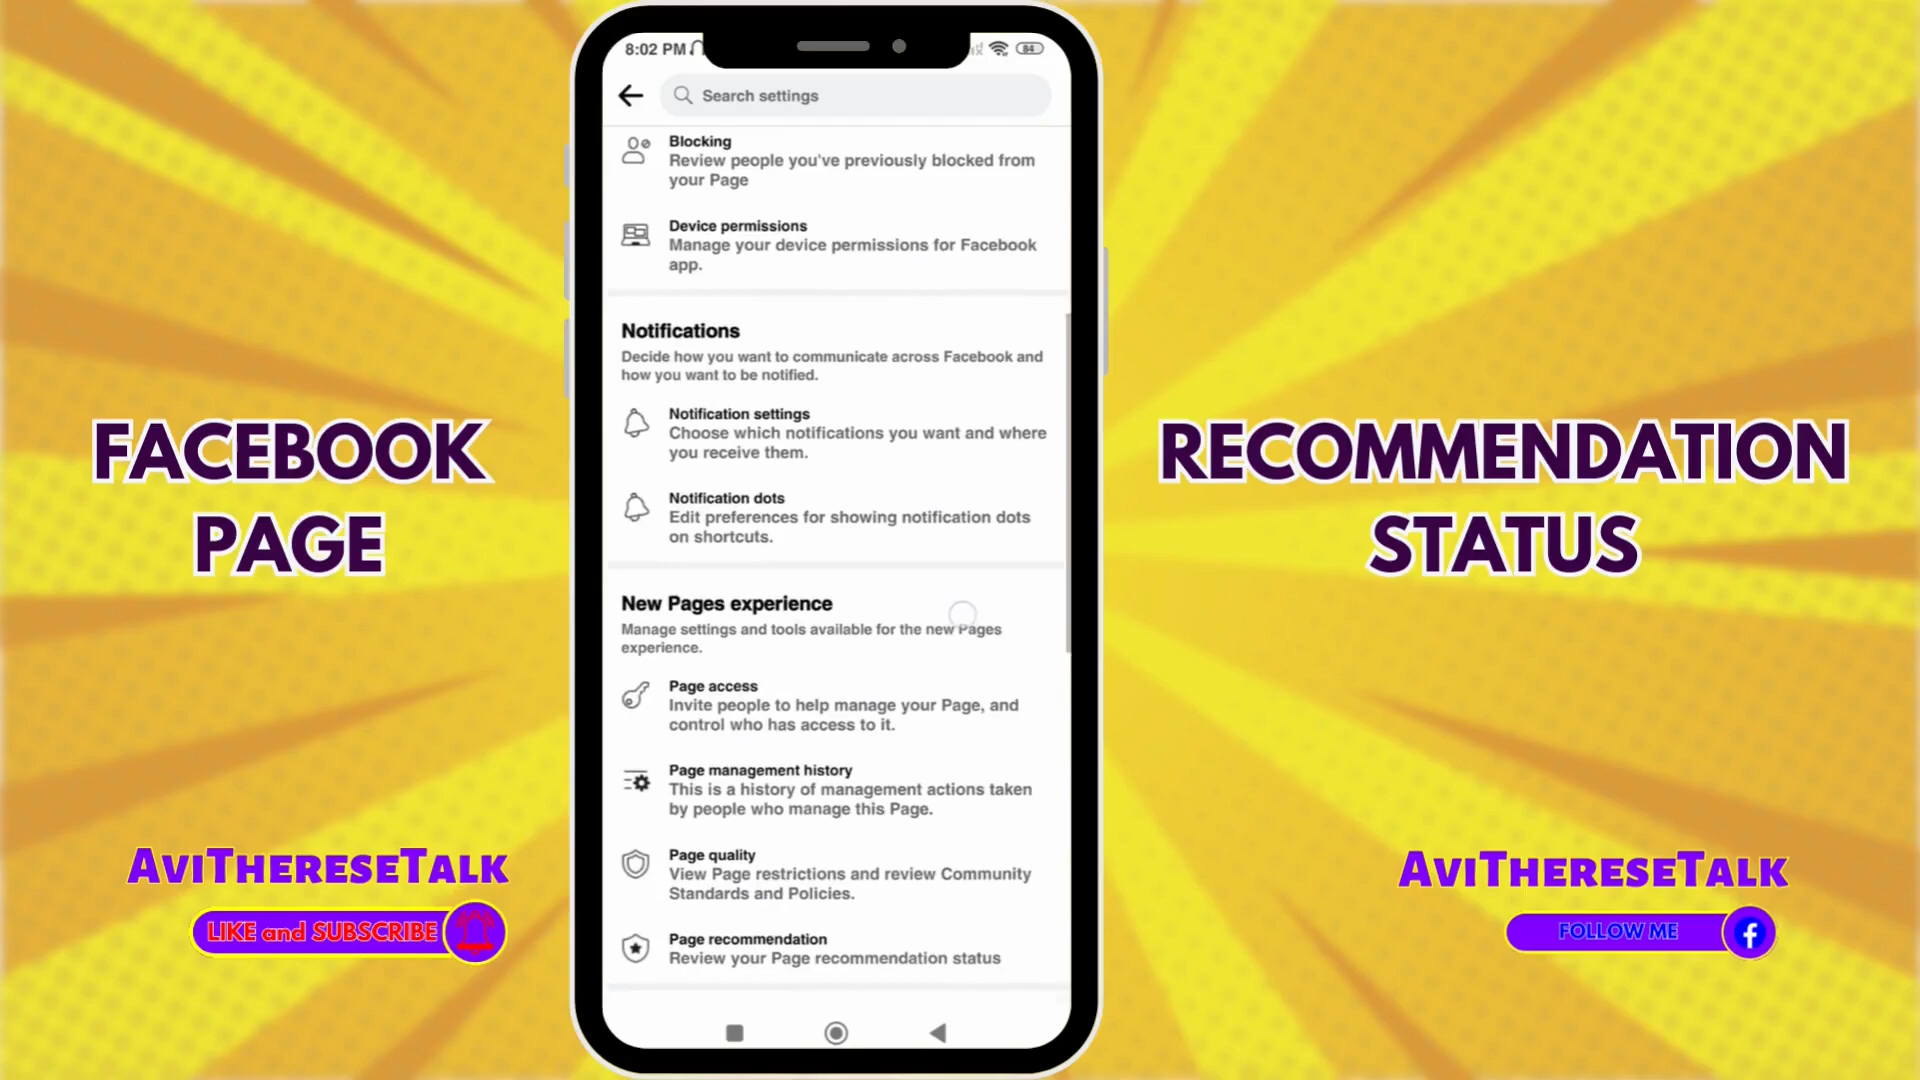 8:02 PM
84
Search settings
Blocking
Review people you've previously blocked from
your Page
Device permissions
Manage your device permissions for Facebook
app.
Notifications
Decide how you want to communicate across Facebook and
how you want to be notified.
Notification settings
Choose which notifications you want and where
you receive them.
Notification dots
Edit preferences for showing notification dots
on shortcuts.
New Pages experience
Manage settings and tools available for the new Pages
experience.
Page access
Invite people to help manage your Page, and
control who has access to it.
Page management history
This is a history of management actions taken
by people who manage this Page.
Page quality
View Page restrictions and review Community
Standards and Policies.
Page recommendation
Review your Page recommendation status
FACEBOOK
PAGE
RECOMMENDATION
STATUS
AviThereseTalk
LIKE and SUBSCRIBE
AviThereseTalk
FOLLOW ME